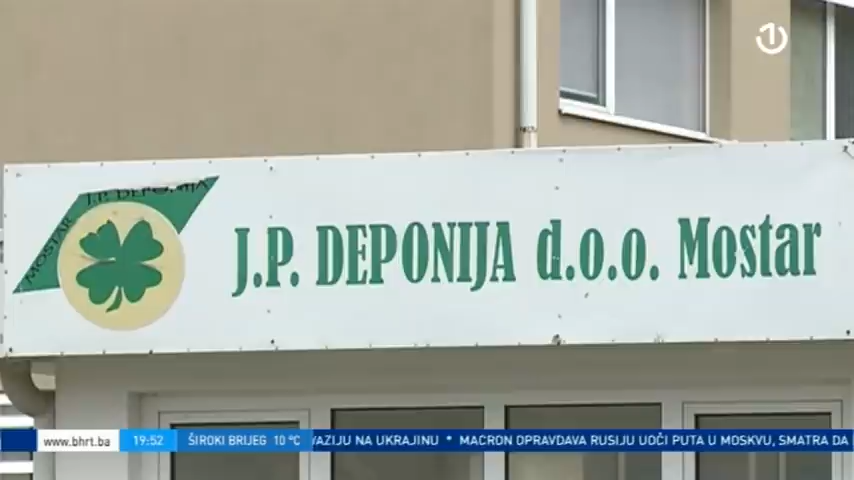 J.P. DEPONIJA
MOSTAR
J.P. DEPONIJA d.o.o. Mostar
www.bhrt.ba 19:52 ŠIROKI BRIJEG 10 °C VAZIJU NA UKRAJINU * MACRON OPRAVDAVA RUSIJU UOČI PUTA U MOSKVU, SMATRA DA